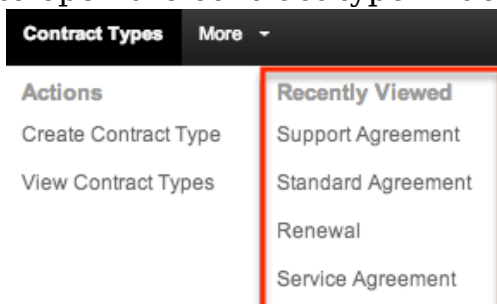 Contract Types More
Actions
Create Contract Type
View Contract Types
Recently Viewed
Support Agreement
Standard Agreement
Renewal
Service Agreement